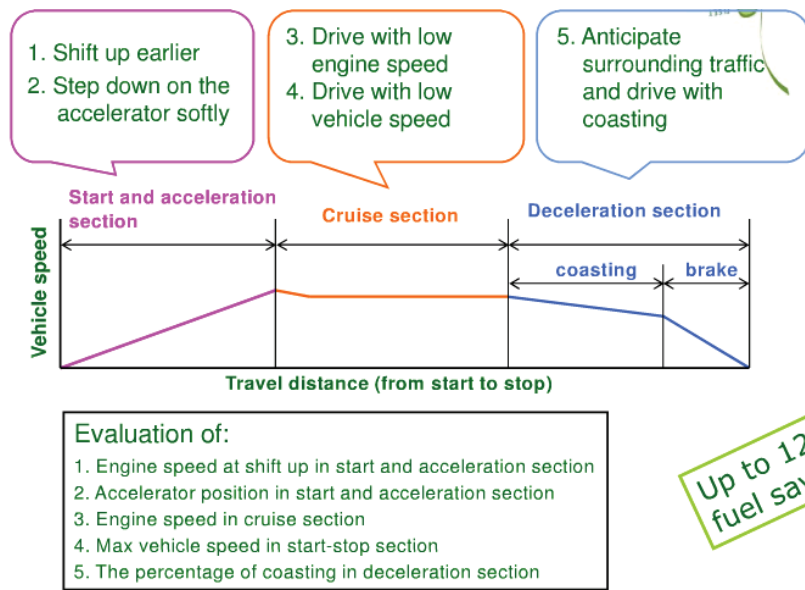 1. Shift up earlier
2. Step down on the
accelerator softly
3. Drive with low
engine speed
4. Drive with low
vehicle speed
5. Anticipate
surrounding traffic
and drive with
coasting
Start and acceleration
section
Cruise section
Deceleration section
coasting
brake
Vehicle speed
Travel distance (from start to stop)
Evaluation of:
1. Engine speed at shift up in start and acceleration section
2. Accelerator position in start and acceleration section
3. Engine speed in cruise section
4. Max vehicle speed in start-stop section
5. The percentage of coasting in deceleration section
Up to 12
fuel sav